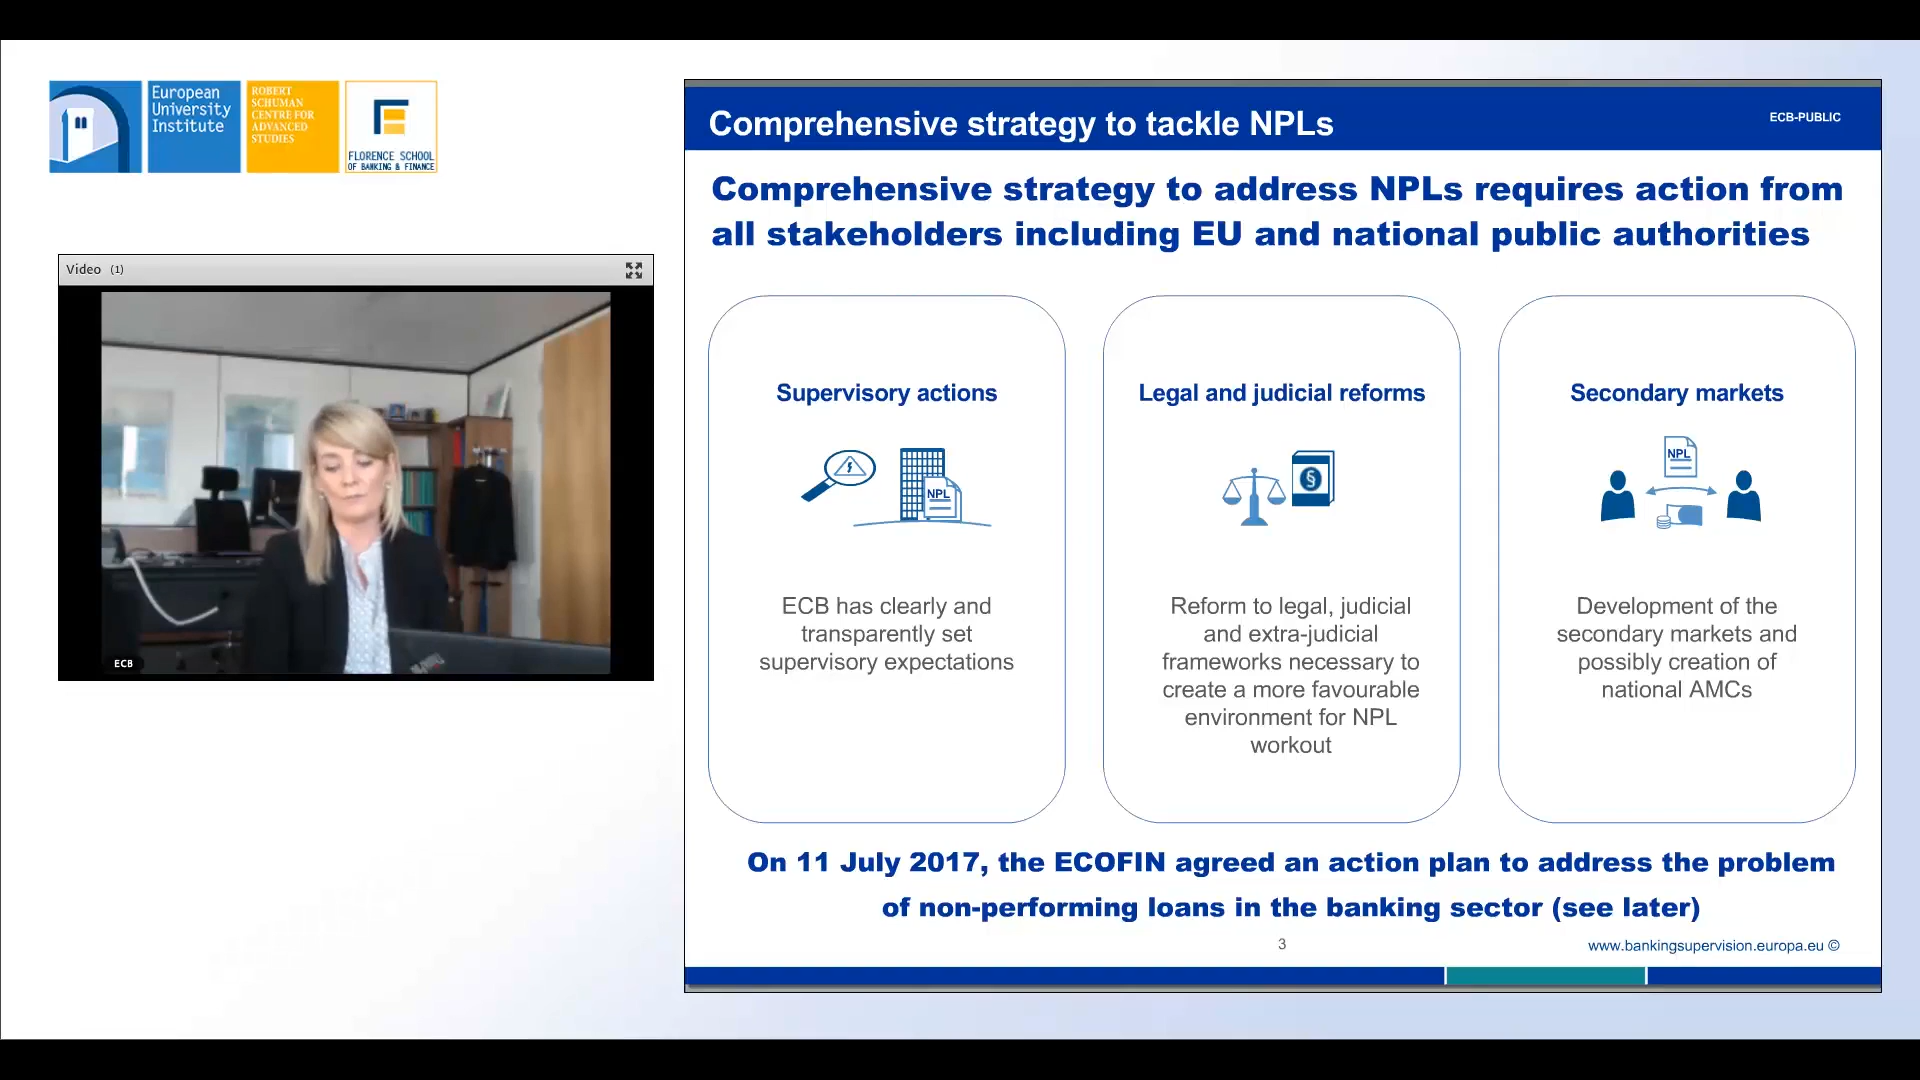 European
University
Institute
ROBERT
SCHUMAN
CENTRE FOR
ADVANCED
STUDIES
FLORENCE SCHOOL
OF BANKING & FINANCE
Video (1)
ECB
Comprehensive strategy to tackle NPLs
ECB-PUBLIC
Comprehensive strategy to address NPLs requires action from
all stakeholders including EU and national public authorities
Supervisory actions
NPL
ECB has clearly and
transparently set
supervisory expectations
Legal and judicial reforms
§
Reform to legal, judicial
and extra-judicial
frameworks necessary to
create a more favourable
environment for NPL
workout
Secondary markets
NPL
Development of the
secondary markets and
possibly creation of
national AMCs
On 11 July 2017, the ECOFIN agreed an action plan to address the problem
of non-performing loans in the banking sector (see later)
3
www.bankingsupervision.europa.eu ©